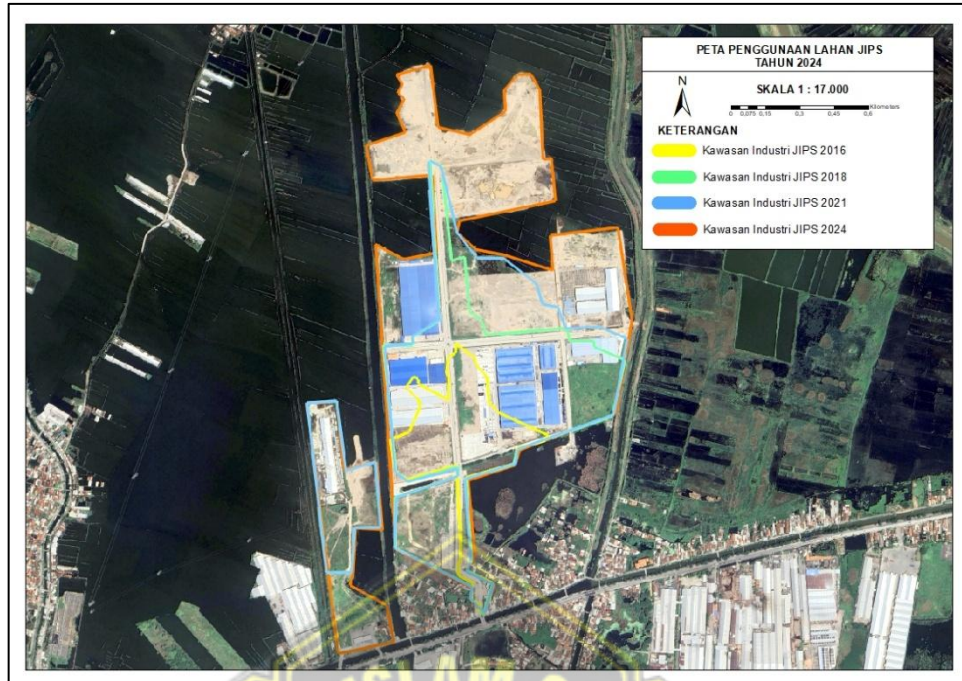 PETA PENGGUNAAN LAHAN JIPS
TAHUN 2024
N
SKALA 1 : 17.000
Kilometers
0 0,075 0,15 0,3 0,45 0,6
KETERANGAN
Kawasan Industri JIPS 2016
Kawasan Industri JIPS 2018
Kawasan Industri JIPS 2021
Kawasan Industri JIPS 2024
ISLAM